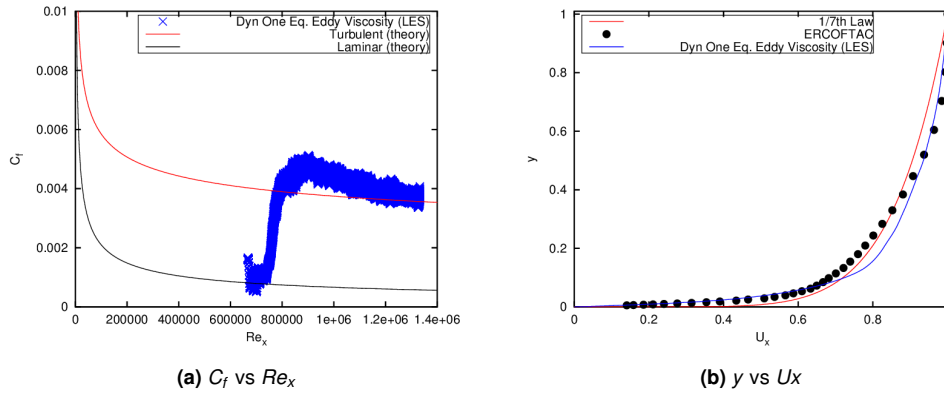 Dyn One Eq. Eddy Viscosity (LES)
Turbulent (theory)
Laminar (theory)
0.01
0.008
0.006
0.004
0.002
0
C_f
0 200000 400000 600000 800000 1e+06 1.2e+06 1.4e+06
Re_x
(a) C_f vs Re_x
1/7th Law
ERCOFTAC
Dyn One Eq. Eddy Viscosity (LES)
1
0.8
0.6
0.4
0.2
0
y
0 0.2 0.4 0.6 0.8
U_x
(b) y vs Ux